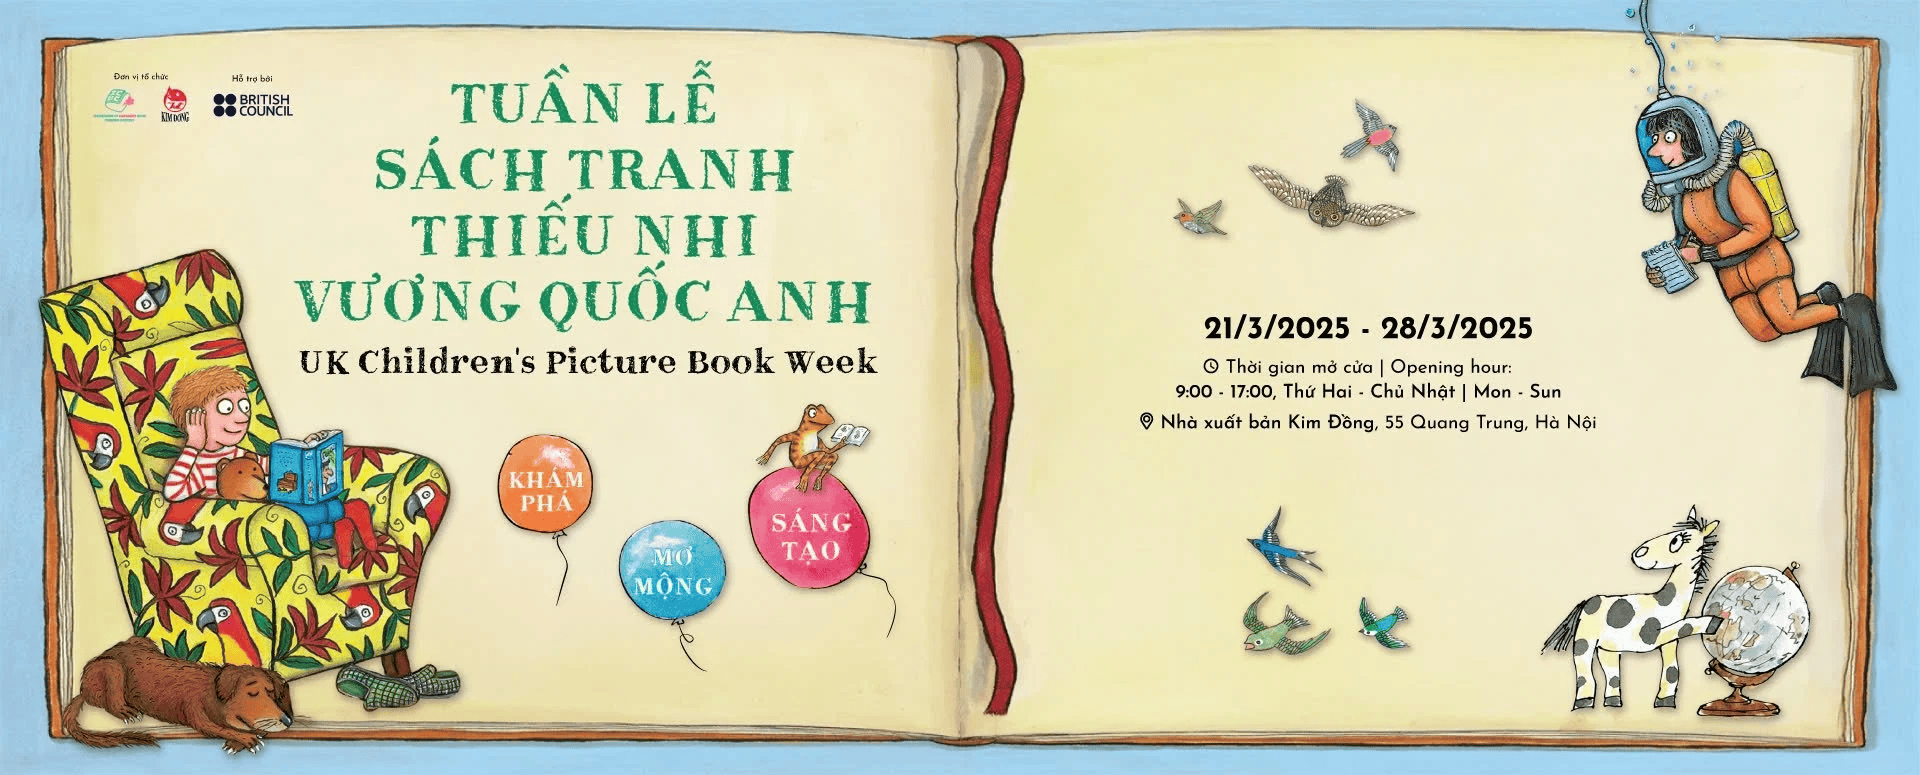 Đơn vị tổ chức
KIM ĐỒNG
Hỗ trợ bởi
BRITISH
COUNCIL
TUẦN LỄ
SÁCH TRANH
THIẾU NHI
VƯƠNG QUỐC ANH
UK Children's Picture Book Week
KHÁM
PHÁ
MƠ
MỘNG
SÁNG
TẠO
21/3/2025 - 28/3/2025
Thời gian mở cửa | Opening hour:
9:00 - 17:00, Thứ Hai - Chủ Nhật | Mon - Sun
Nhà xuất bản Kim Đồng, 55 Quang Trung, Hà Nội